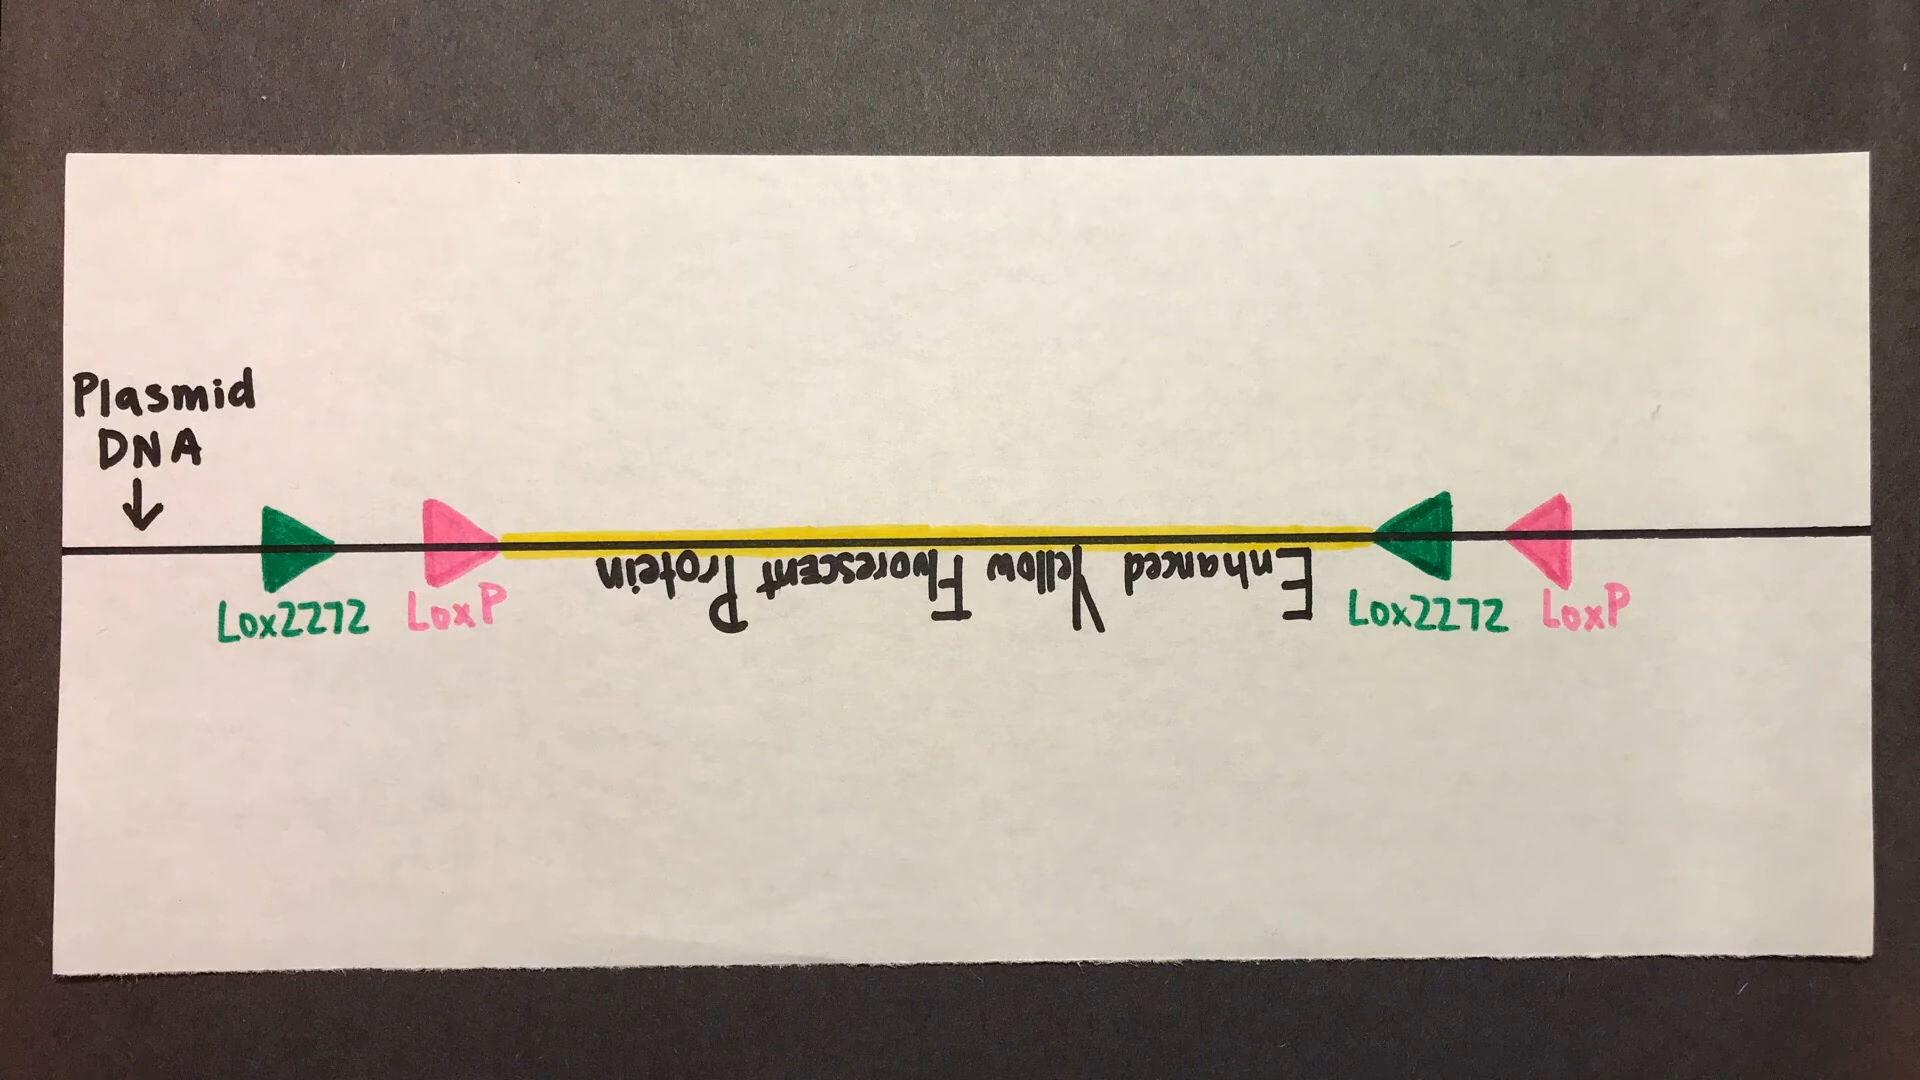 Plasmid
DNA
Lox2272
LoxP
Enhanced Yellow Fluorescent Protein
Lox2272
LoxP